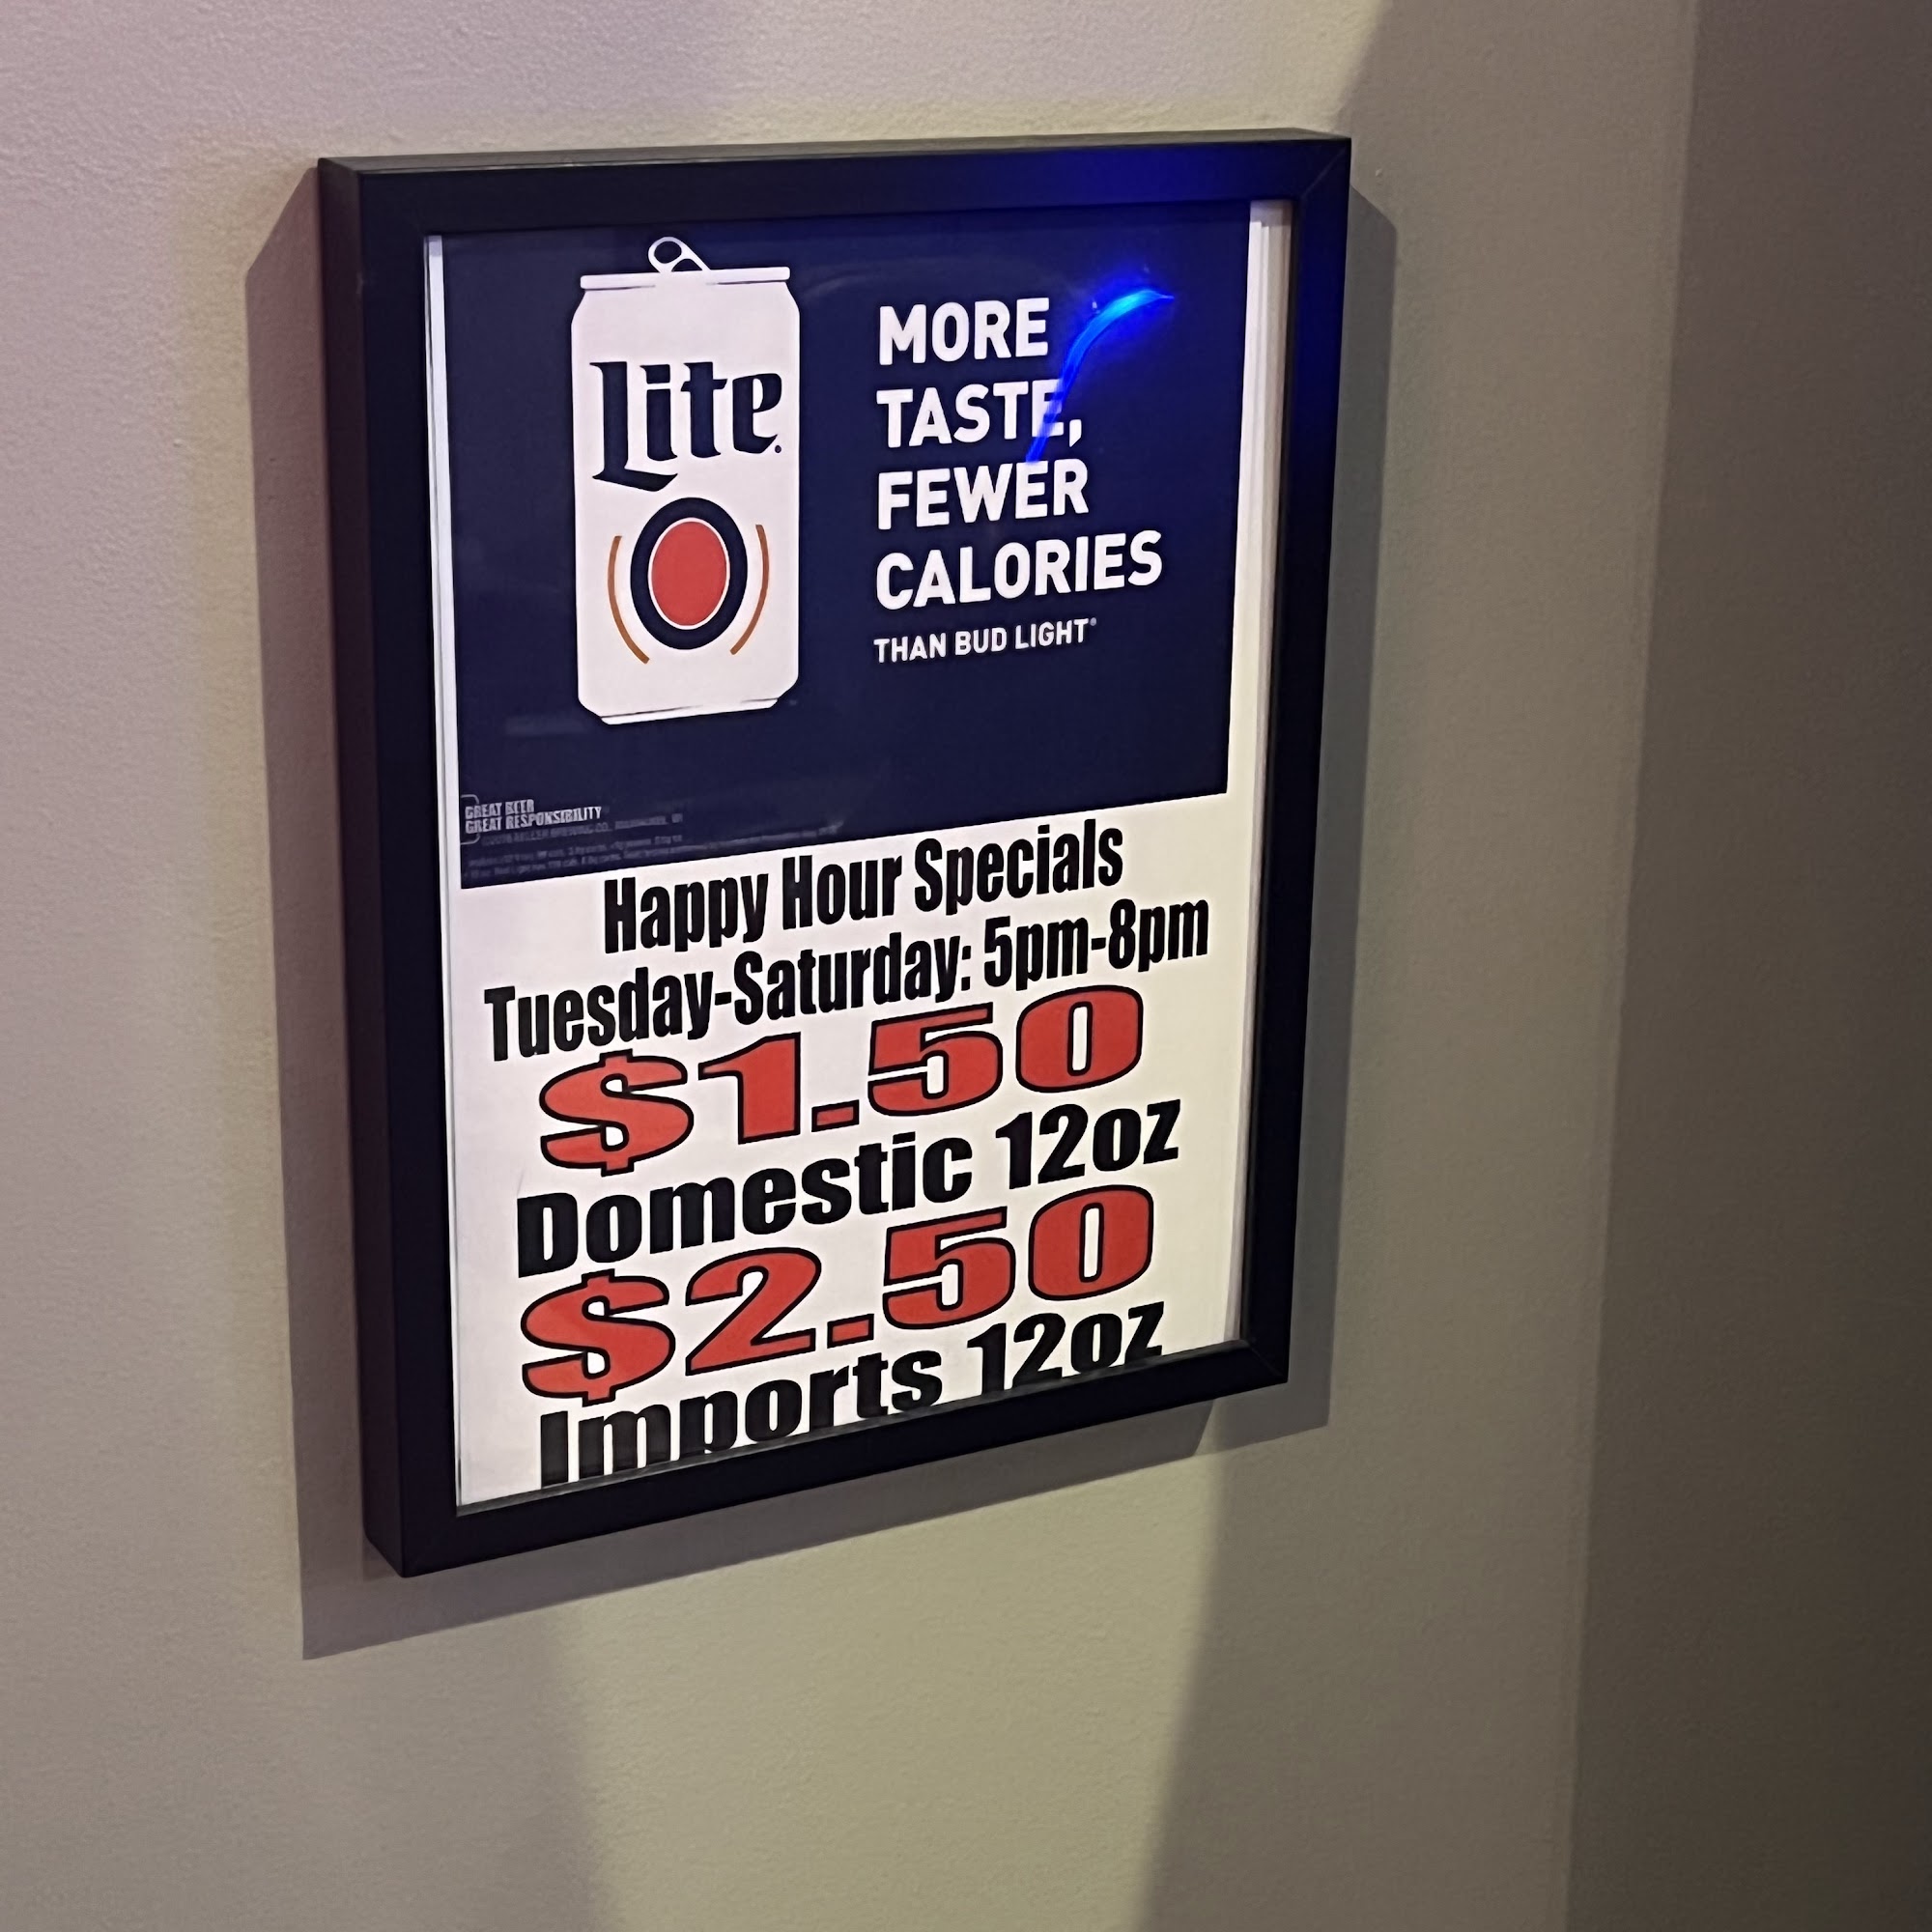 Lite
MORE
TASTE,
FEWER
CALORIES
THAN BUD LIGHT®
GREAT BEER
GREAT RESPONSIBILITY
Happy Hour Specials
Tuesday-Saturday: 5pm-8pm
$1.50
Domestic 12oz
$2.50
Imports 12oz